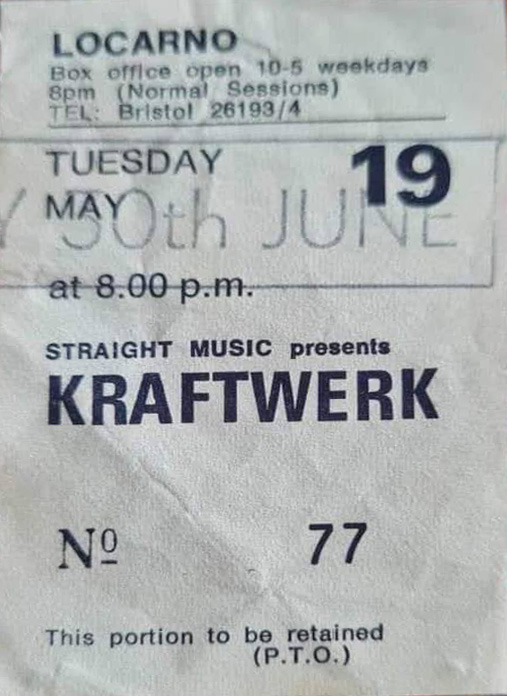 LOCARNO
Box office open 10-5 weekdays
8pm (Normal Sessions)
TEL: Bristol 26193/4
TUESDAY 19
MAY
Y 30th JUNE
at 8.00 p.m.
STRAIGHT MUSIC presents
KRAFTWERK
Nº 77
This portion to be retained
(P.T.O.)